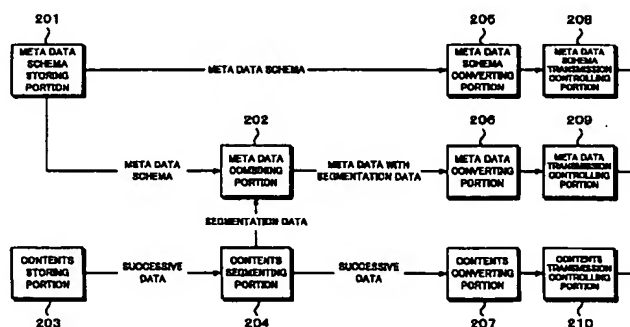 201
205
208
META DATA
SCHEMA
STORING
PORTION
META DATA SCHEMA
META DATA
SCHEMA
CONVERTING
PORTION
META DATA
SCHEMA
TRANSMISSION
CONTROLLING
PORTION
202
206
209
META DATA
SCHEMA
META DATA
COMBINING
PORTION
META DATA WITH
SEGMENTATION DATA
META DATA
CONVERTING
PORTION
META DATA
TRANSMISSION
CONTROLLING
PORTION
SEGMENTATION DATA
CONTENTS
STORING
PORTION
SUCCESSIVE
DATA
CONTENTS
SEGMENTING
PORTION
SUCCESSIVE
DATA
CONTENTS
CONVERTING
PORTION
CONTENTS
TRANSMISSION
CONTROLLING
PORTION
203
204
207
210